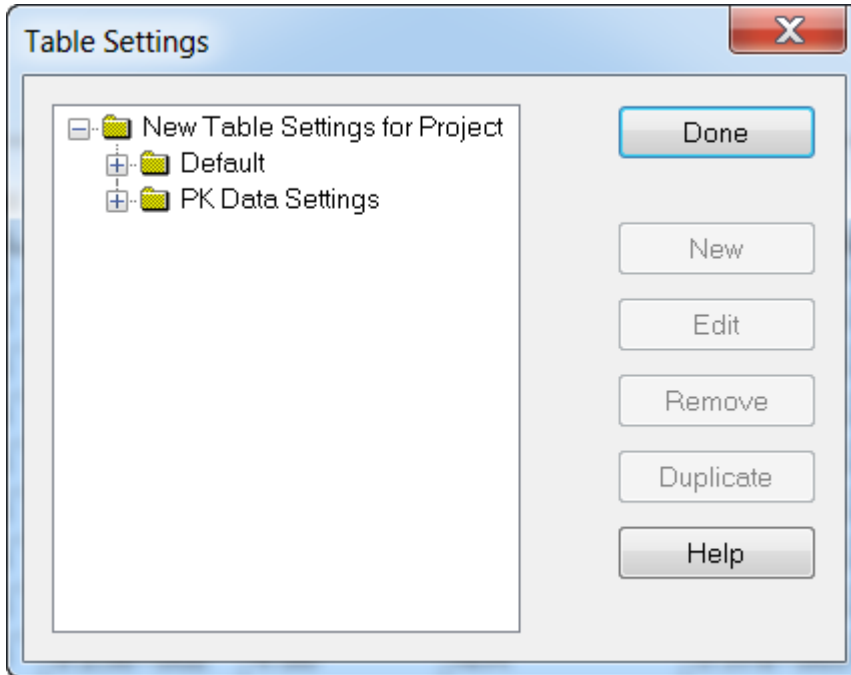 Table Settings
New Table Settings for Project
Default
PK Data Settings
Done
New
Edit
Remove
Duplicate
Help